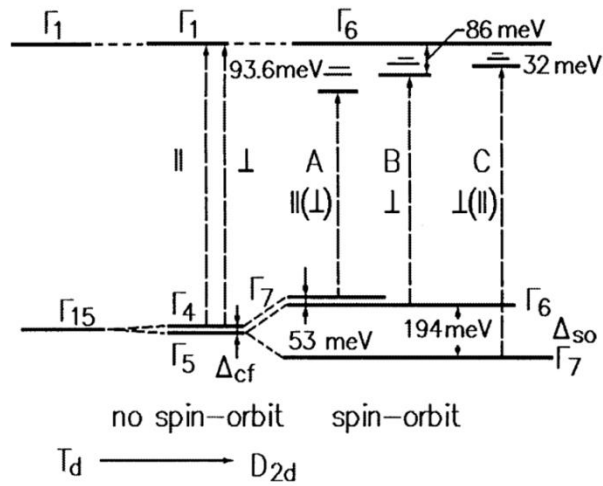 Γ1 Γ1 Γ6
86 meV
93.6meV
32 meV
∥ ⊥ A B C
∥(⊥) ⊥ ⊥(∥)
Γ15 Γ4 Γ7 Γ6
Γ5 53 meV 194meV Δso
Δcf Γ7
no spin-orbit spin-orbit
Td D2d